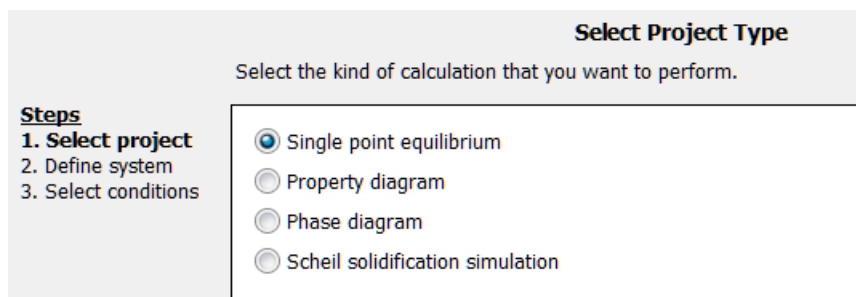 Select Project Type
Select the kind of calculation that you want to perform.
Steps
1. Select project
2. Define system
3. Select conditions
Single point equilibrium
Property diagram
Phase diagram
Scheil solidification simulation